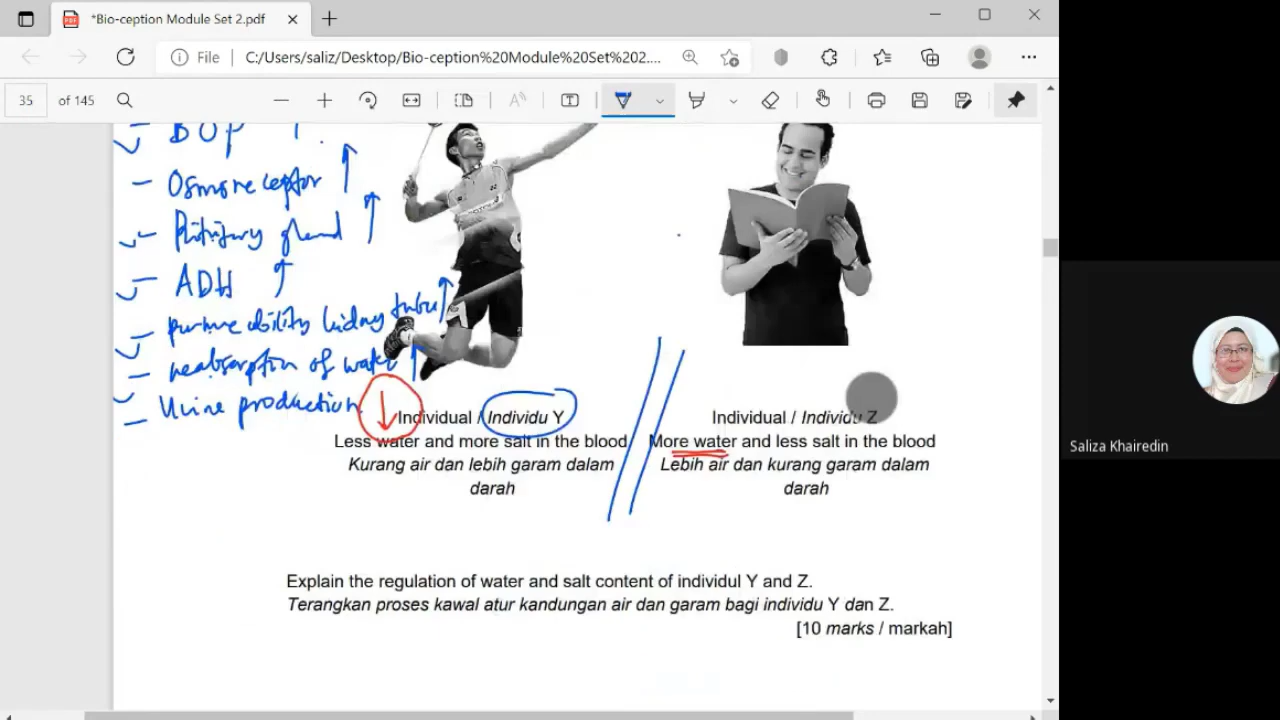 *Bio-ception Module Set 2.pdf
File C:/Users/saliz/Desktop/Bio-ception%20Module%20Set%202....
35 of 145
BOP ↑
- Osmoreceptor ↑
- Pituitary gland ↑
- ADH ↑
- permeability kidney tubu ↑
- reabsorption of water ↑
- Urine production ↓
Individual / Individu Y
Less water and more salt in the blood
Kurang air dan lebih garam dalam
darah
Individual / Individu Z
More water and less salt in the blood
Lebih air dan kurang garam dalam
darah
Saliza Khairedin
Explain the regulation of water and salt content of individul Y and Z.
Terangkan proses kawal atur kandungan air dan garam bagi individu Y dan Z.
[10 marks / markah]